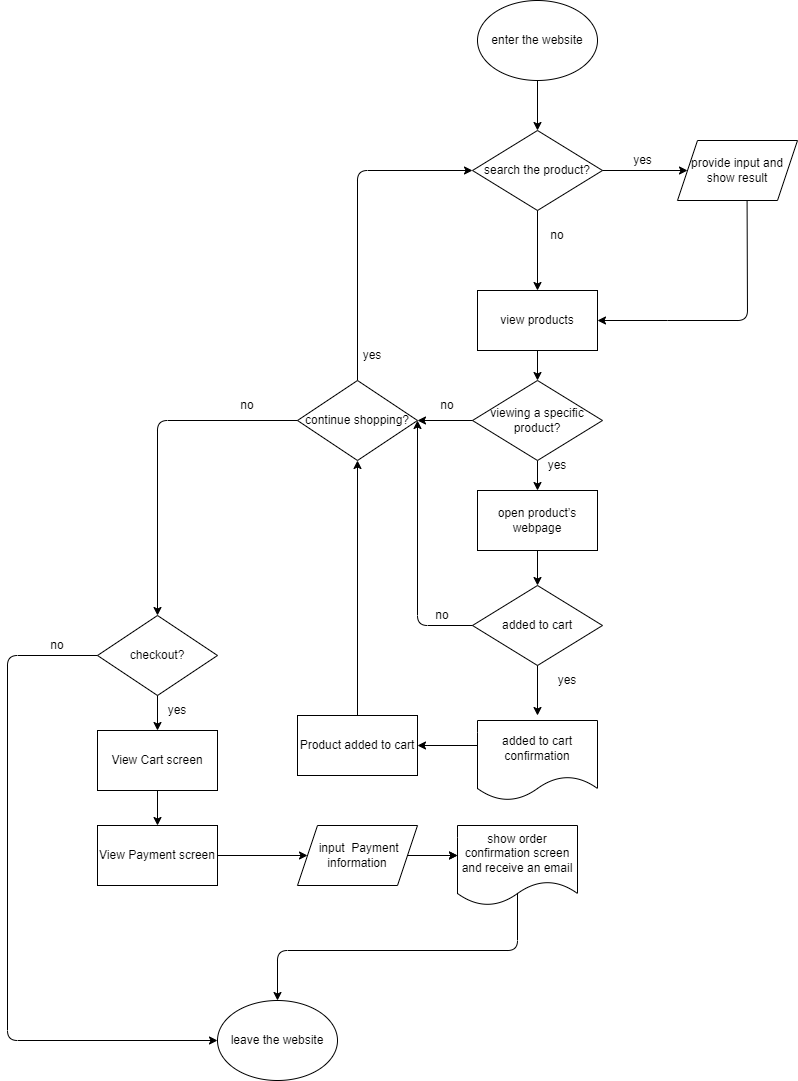 enter the website
search the product?
yes
provide input and
show result
no
view products
yes
continue shopping?
no
no
viewing a specific
product?
yes
open product's
webpage
no
added to cart
yes
no
checkout?
yes
added to cart
confirmation
Product added to cart
View Cart screen
View Payment screen
input Payment
information
show order
confirmation screen
and receive an email
leave the website